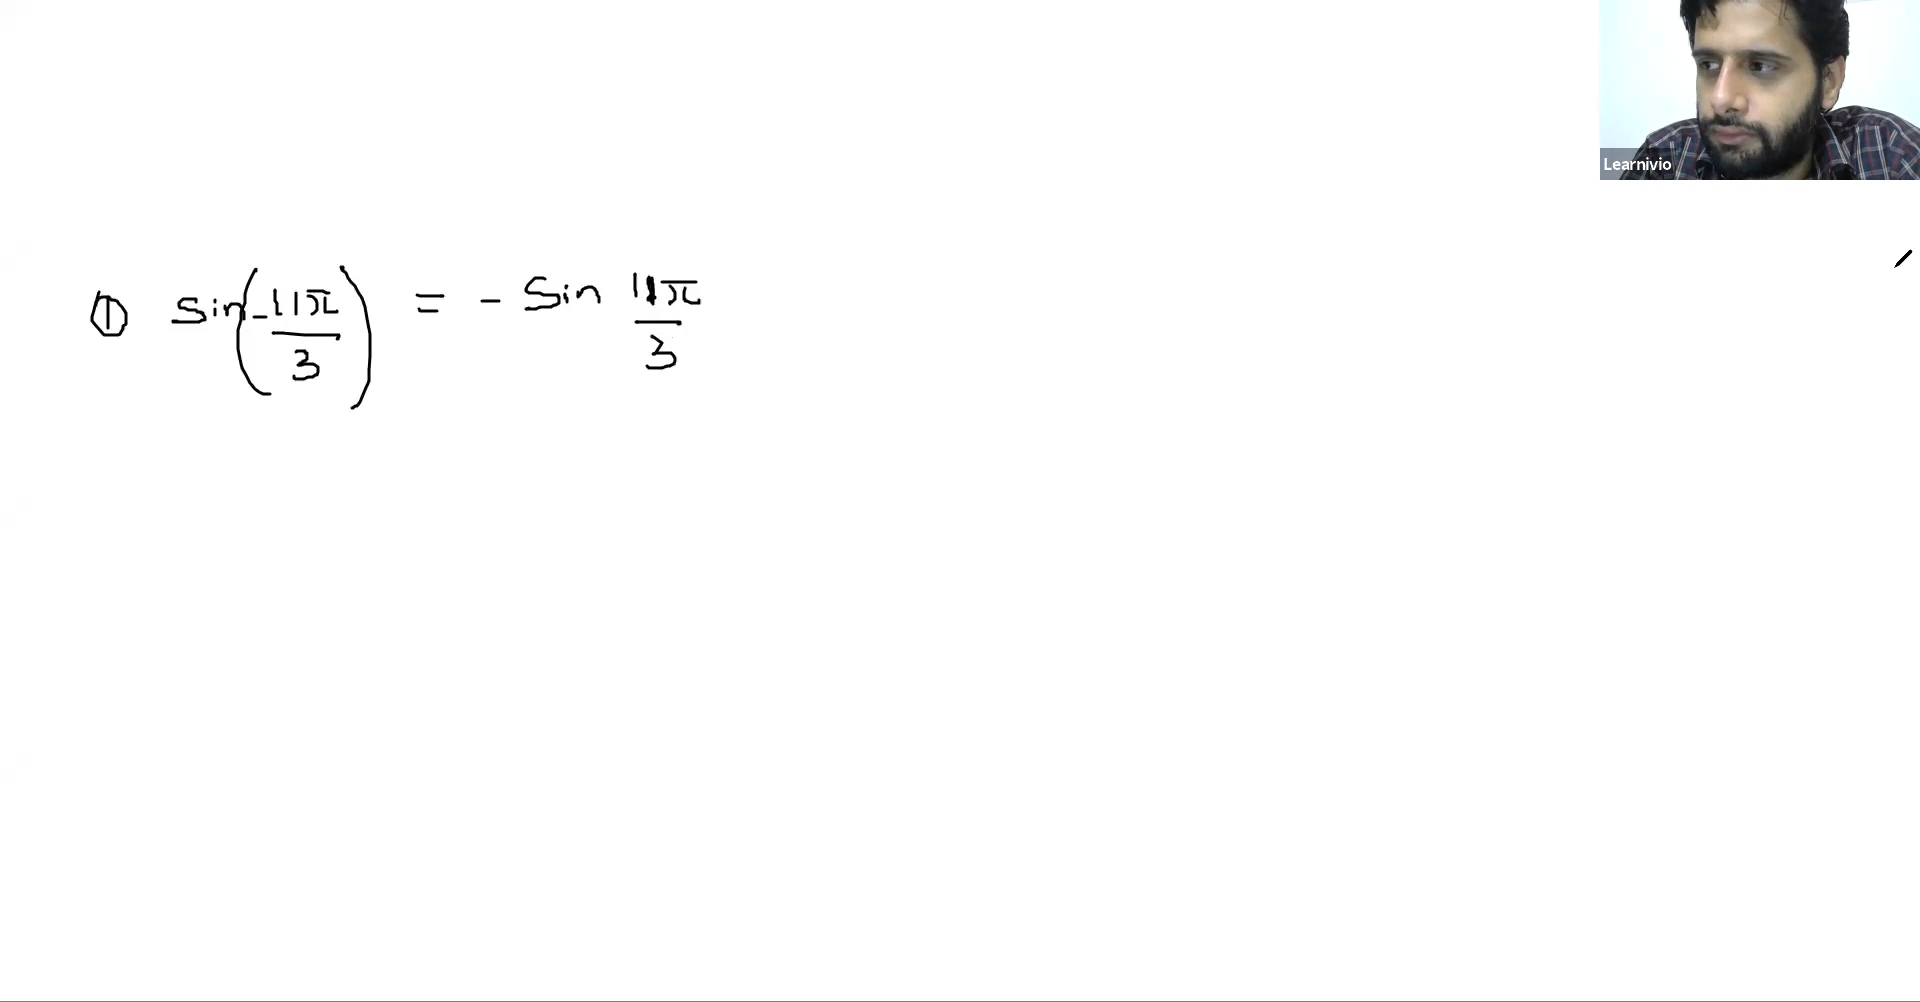 Learnivio
① sin(-11π/3) = - Sin 11π/3